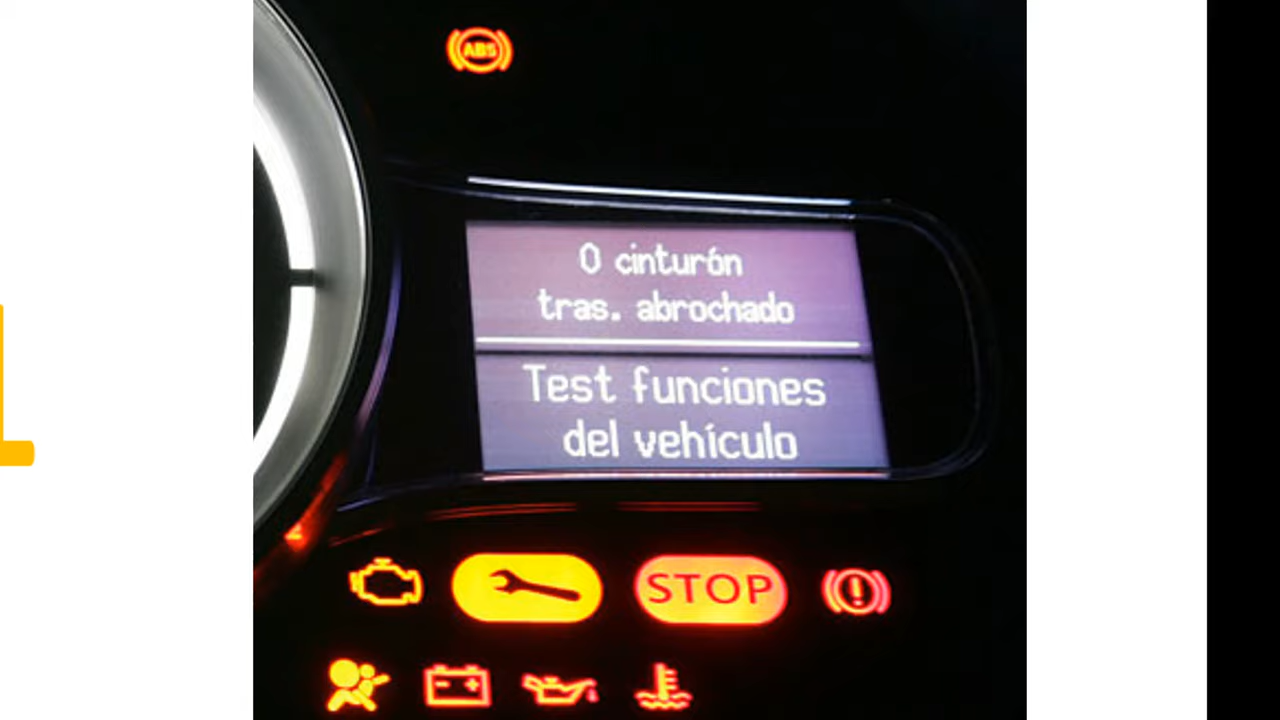 ABS
0 cinturón
tras. abrochado
Test funciones
del vehículo
STOP